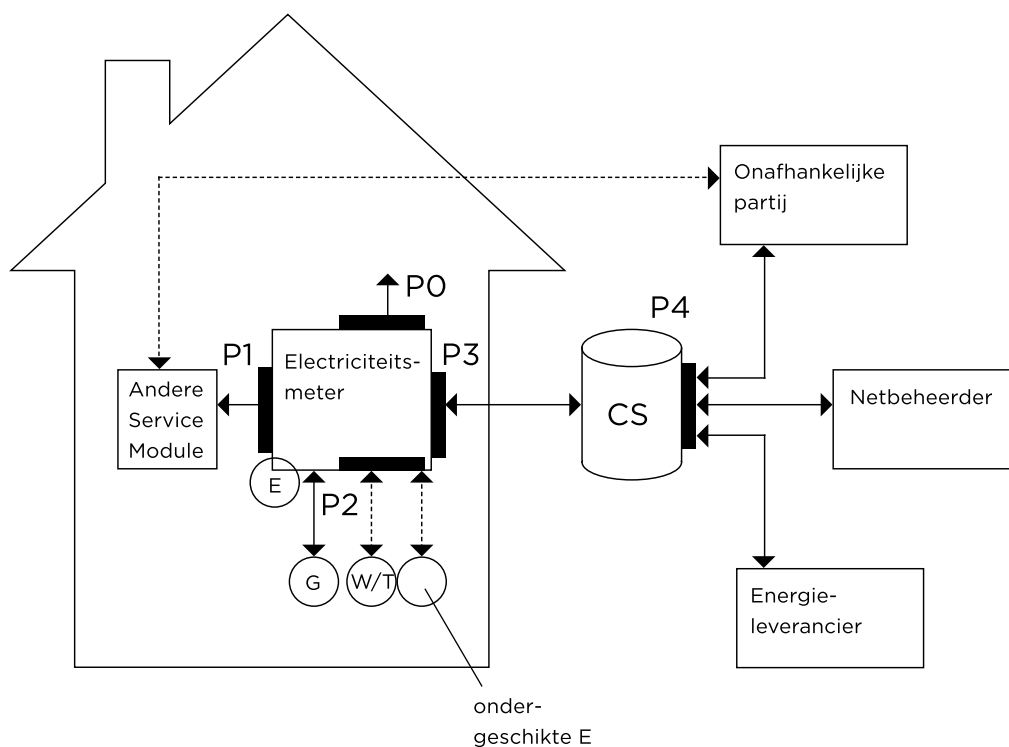 Onafhankelijke
partij
P0
P4
P1
Electriciteits-
meter
P3
Andere
Service
Module
CS
Netbeheerder
E
P2
G
W/T
Energie-
leverancier
onder-
geschikte E